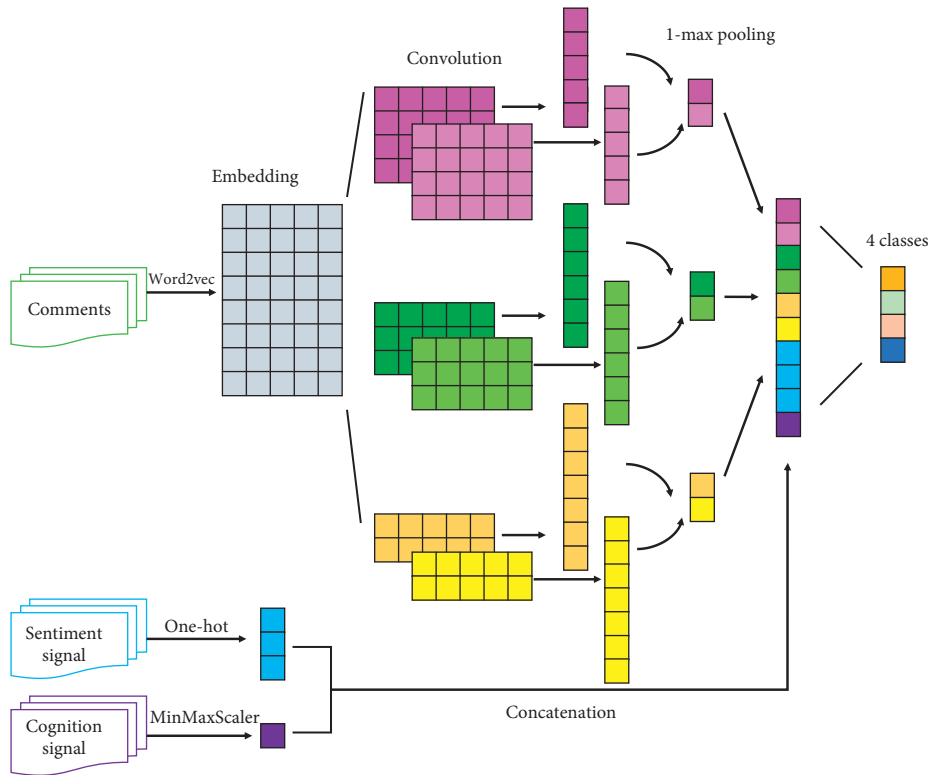 1-max pooling
Convolution
Embedding
4 classes
Word2vec
Comments
One-hot
Sentiment
signal
MinMaxScaler
Concatenation
Cognition
signal